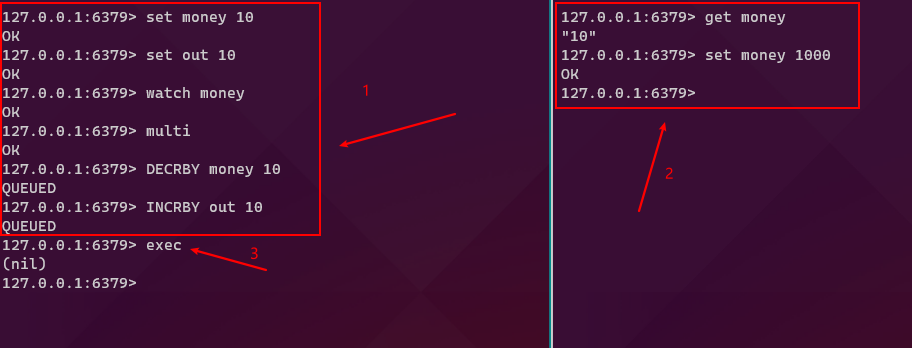 127.0.0.1:6379> set money 10
OK
127.0.0.1:6379> set out 10
OK
127.0.0.1:6379> watch money
OK
127.0.0.1:6379> multi
OK
127.0.0.1:6379> DECRBY money 10
QUEUED
127.0.0.1:6379> INCRBY out 10
QUEUED
127.0.0.1:6379> exec
(nil)
127.0.0.1:6379>
1
3
127.0.0.1:6379> get money
"10"
127.0.0.1:6379> set money 1000
OK
127.0.0.1:6379>
2